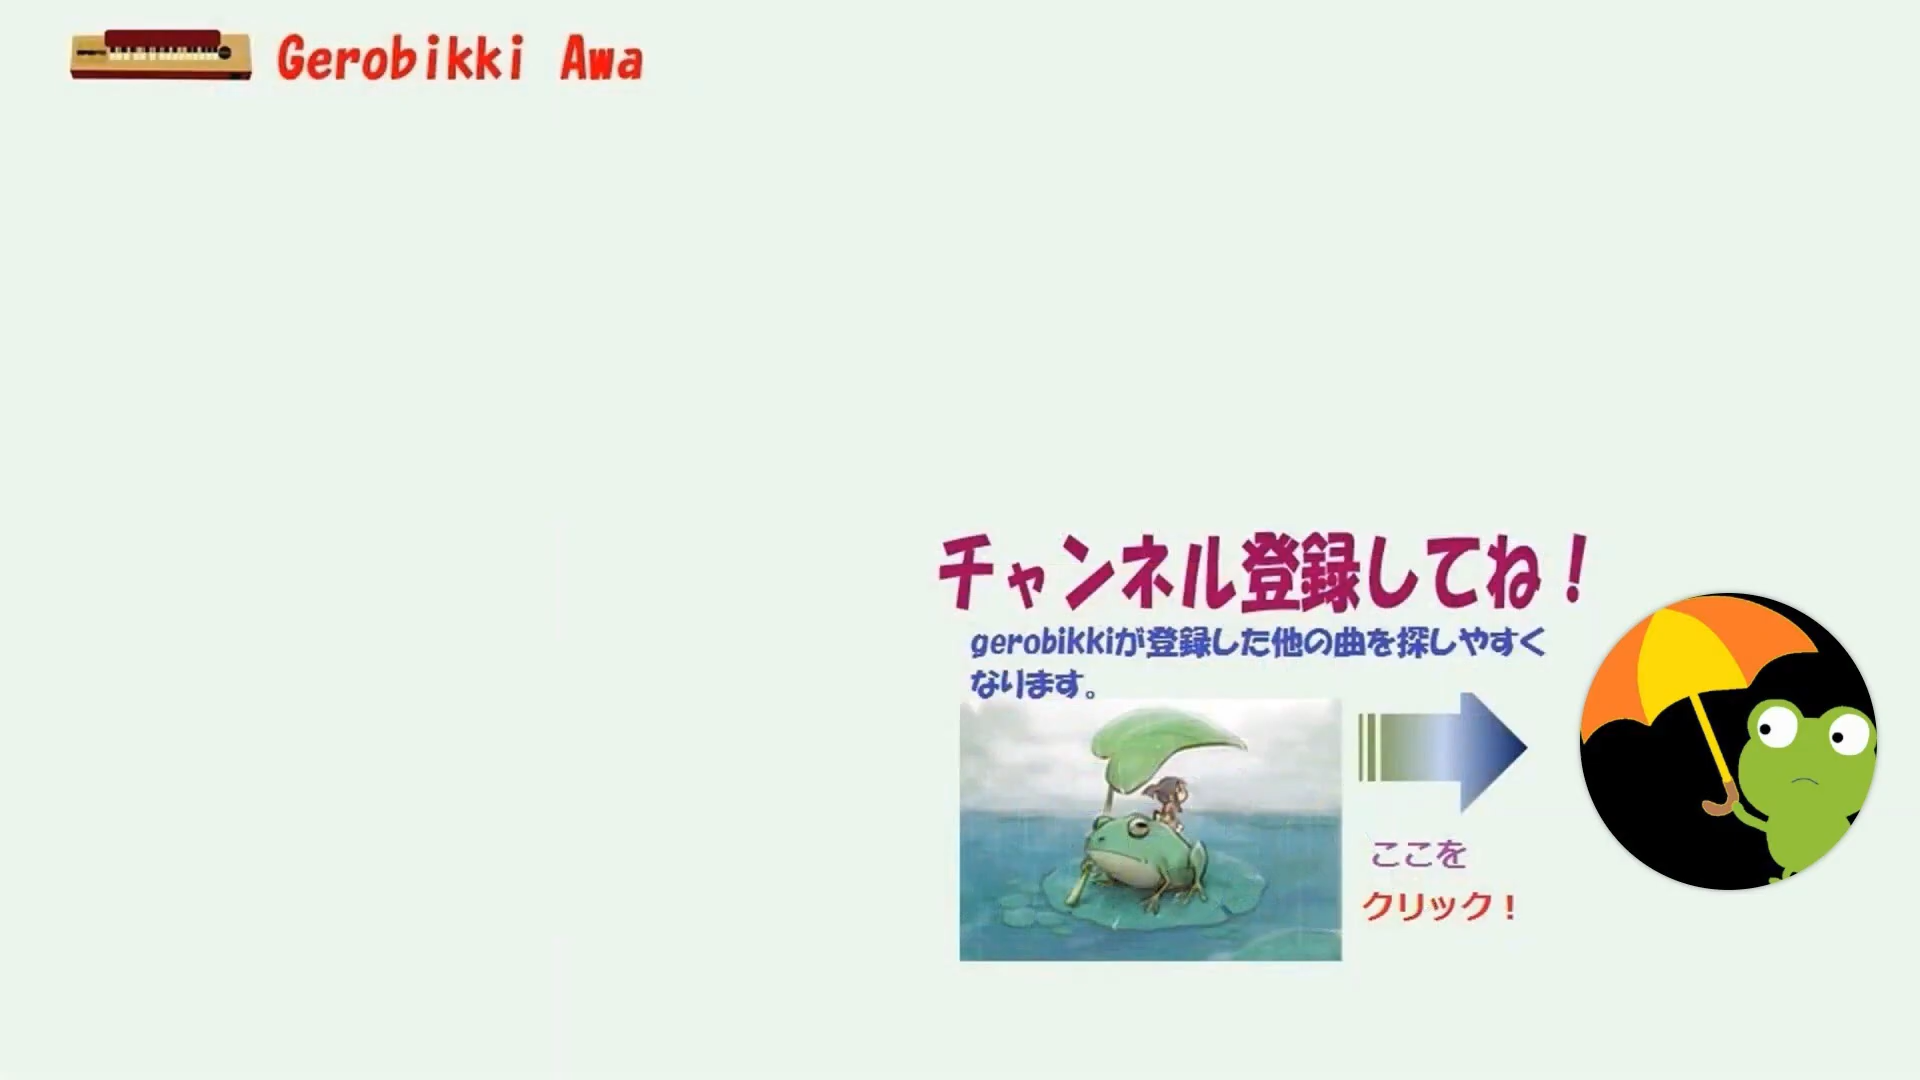 Gerobikki Awa
チャンネル登録してね！
gerobikkiが登録した他の曲を探しやすく
なります。
ここを
クリック！